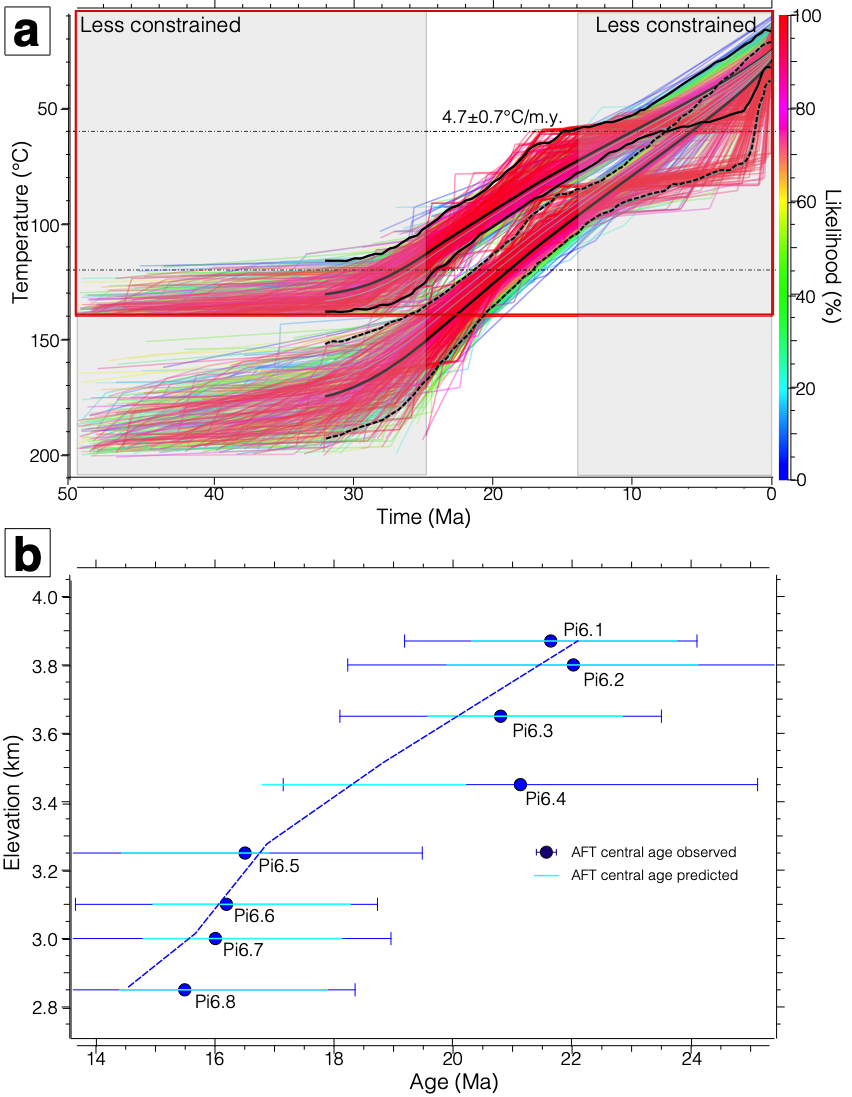 a
Less constrained
Less constrained
4.7±0.7°C/m.y.
50
100
150
200
Temperature (°C)
50
40
30
20
10
0
Time (Ma)
100
80
60
40
20
0
Likelihood (%)
b
4.0
3.8
3.6
3.4
3.2
3.0
2.8
Elevation (km)
Pi6.1
Pi6.2
Pi6.3
Pi6.4
Pi6.5
Pi6.6
Pi6.7
Pi6.8
AFT central age observed
AFT central age predicted
14
16
18
20
22
24
Age (Ma)